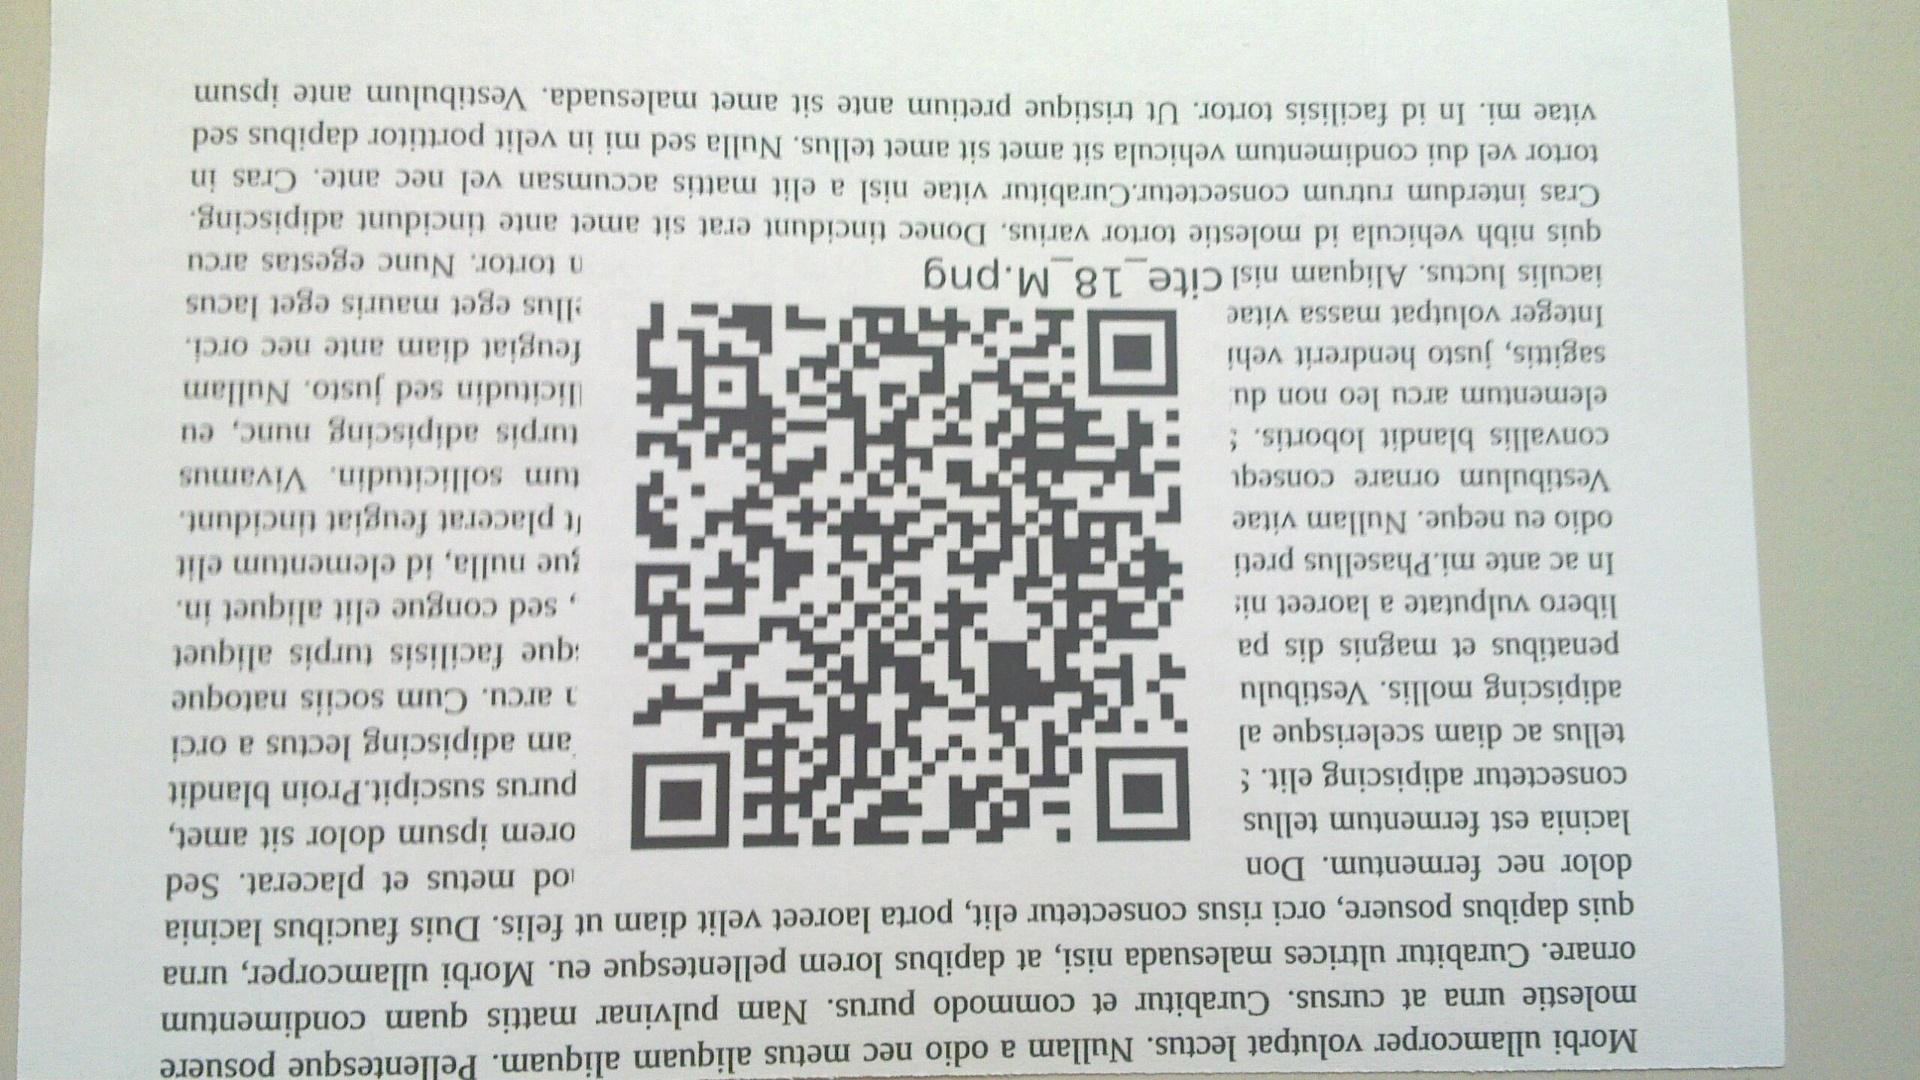 Morbi ullamcorper volutpat lectus. Nullam a odio nec metus aliquam aliquam. Pellentesque posuere
molestie urna at cursus. Curabitur et commodo purus. Nam pulvinar mattis quam condimentum
ornare. Curabitur ultrices malesuada nisi, at dapibus lorem pellentesque eu. Morbi ullamcorper, urna
quis dapibus posuere, orci risus consectetur elit, porta laoreet velit diam ut felis. Duis faucibus lacinia
dolor nec fermentum. Don od metus et placerat. Sed
lacinia est fermentum tellus orem ipsum dolor sit amet,
consectetur adipiscing elit. purus suscipit.Proin blandit
tellus ac diam scelerisque al am adipiscing lectus a orci
adipiscing mollis. Vestibulu arcu. Cum sociis natoque
penatibus et magnis dis pa que facilisis turpis aliquet
libero vulputate a laoreet , sed congue elit aliquet in.
In ac ante mi.Phasellus preti gue nulla, id elementum elit
odio eu neque. Nullam vitae placerat feugiat tincidunt.
Vestibulum ornare conseq tum sollicitudin. Vivamus
convallis blandit lobortis. turpis adipiscing nunc, eu
elementum arcu leo non du llicitudin sed justo. Nullam
sagittis, justo hendrerit vehi feugiat diam ante nec orci.
Integer volutpat massa vitae ellus eget mauris eget lacus
iaculis luctus. Aliquam nisl cite_18_M.png tortor. Nunc egestas arcu
quis nibh vehicula id molestie tortor varius. Donec tincidunt erat sit amet ante tincidunt adipiscing.
Cras interdum rutrum consectetur.Curabitur vitae nisl a elit mattis accumsan vel nec ante. Cras in
tortor vel dui condimentum vehicula sit amet sit amet tellus. Nulla sed mi in velit porttitor dapibus sed
vitae mi. In id facilisis tortor. Ut tristique pretium ante sit amet malesuada. Vestibulum ante ipsum